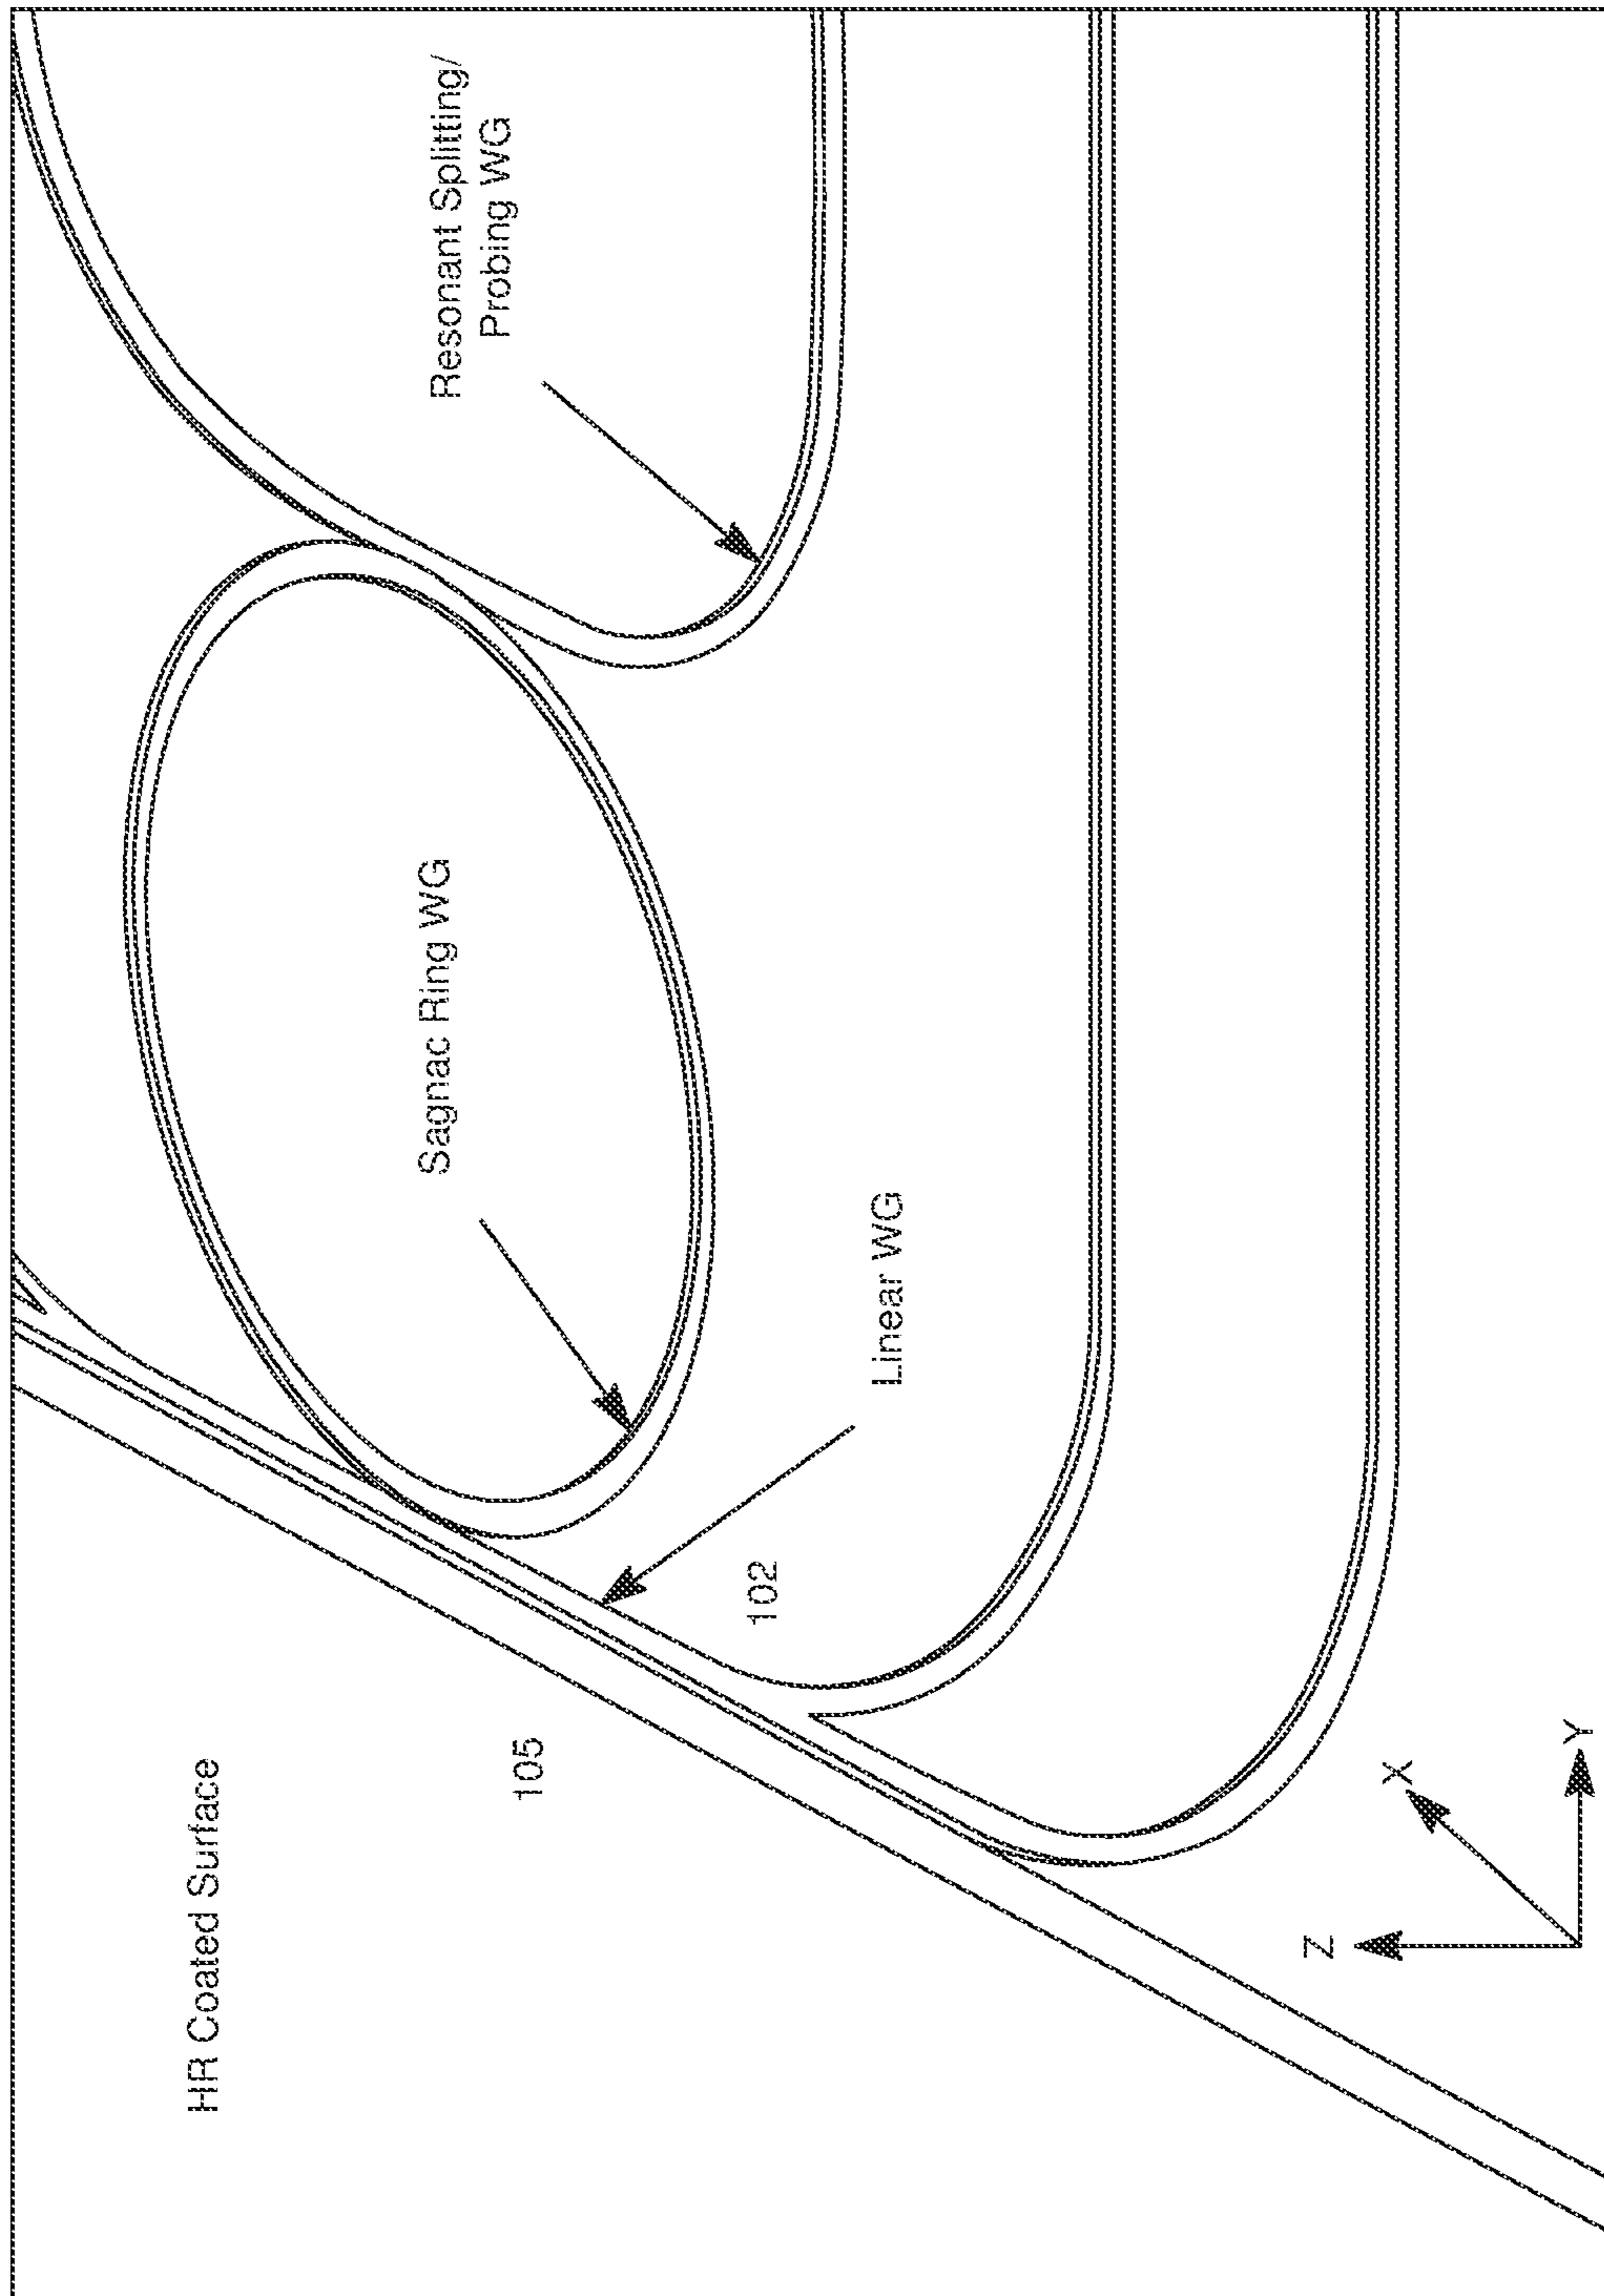 Resonant Splitting/
Probing WG
Sagnac Ring WG
Linear WG
102
105
HR Coated Surface
X
Y
Z